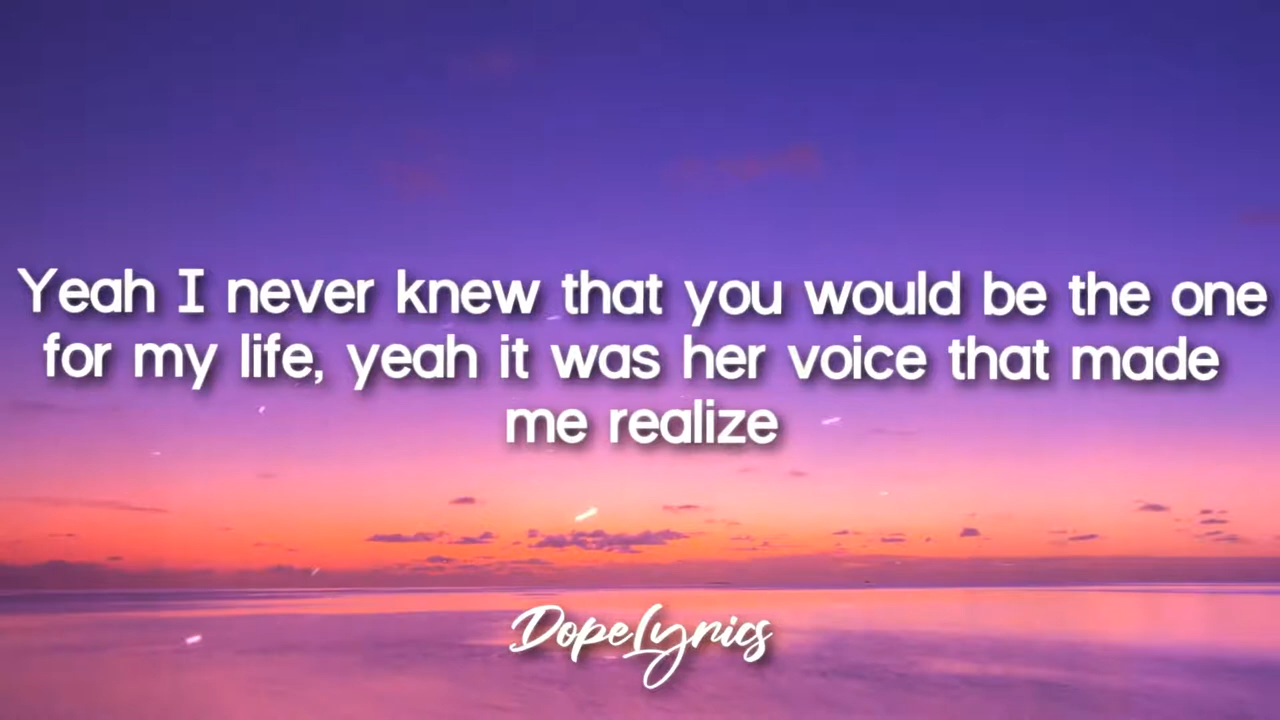 Yeah I never knew that you would be the one
for my life, yeah it was her voice that made
me realize
DopeLyrics